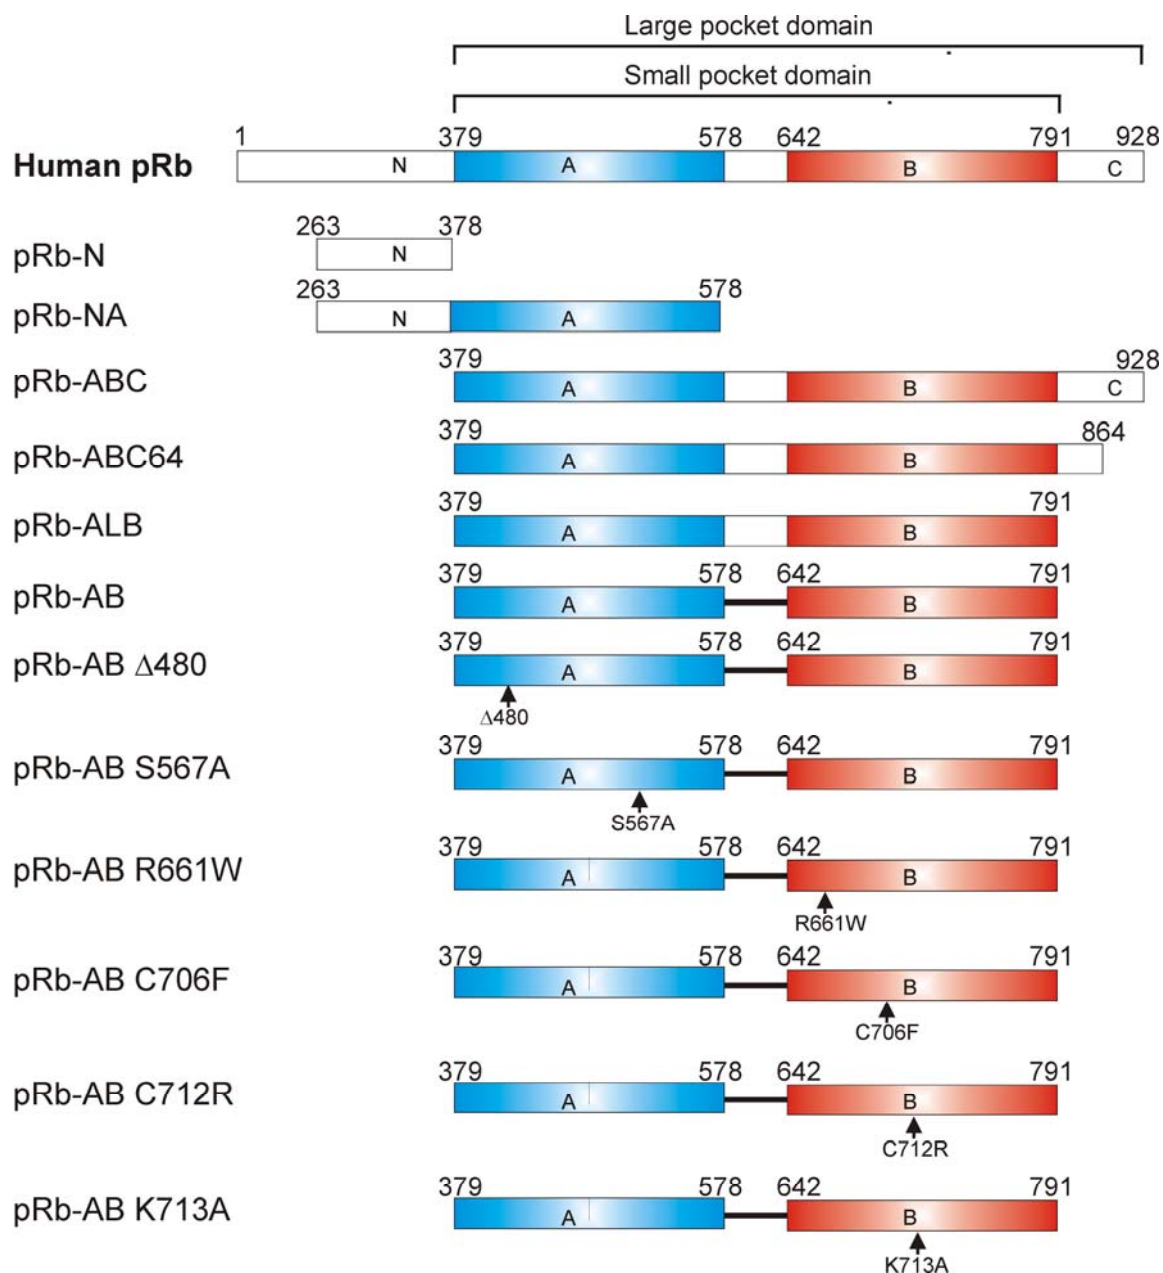 Large pocket domain
Small pocket domain
1 379 578 642 791 928
Human pRb N A B C
263 378
pRb-N N
263 578
pRb-NA N A
379 928
pRb-ABC A B C
379 864
pRb-ABC64 A B
379 791
pRb-ALB A B
379 578 642 791
pRb-AB A B
379 578 642 791
pRb-AB Δ480 A B
Δ480
379 578 642 791
pRb-AB S567A A B
S567A
379 578 642 791
pRb-AB R661W A B
R661W
379 578 642 791
pRb-AB C706F A B
C706F
379 578 642 791
pRb-AB C712R A B
C712R
379 578 642 791
pRb-AB K713A A B
K713A